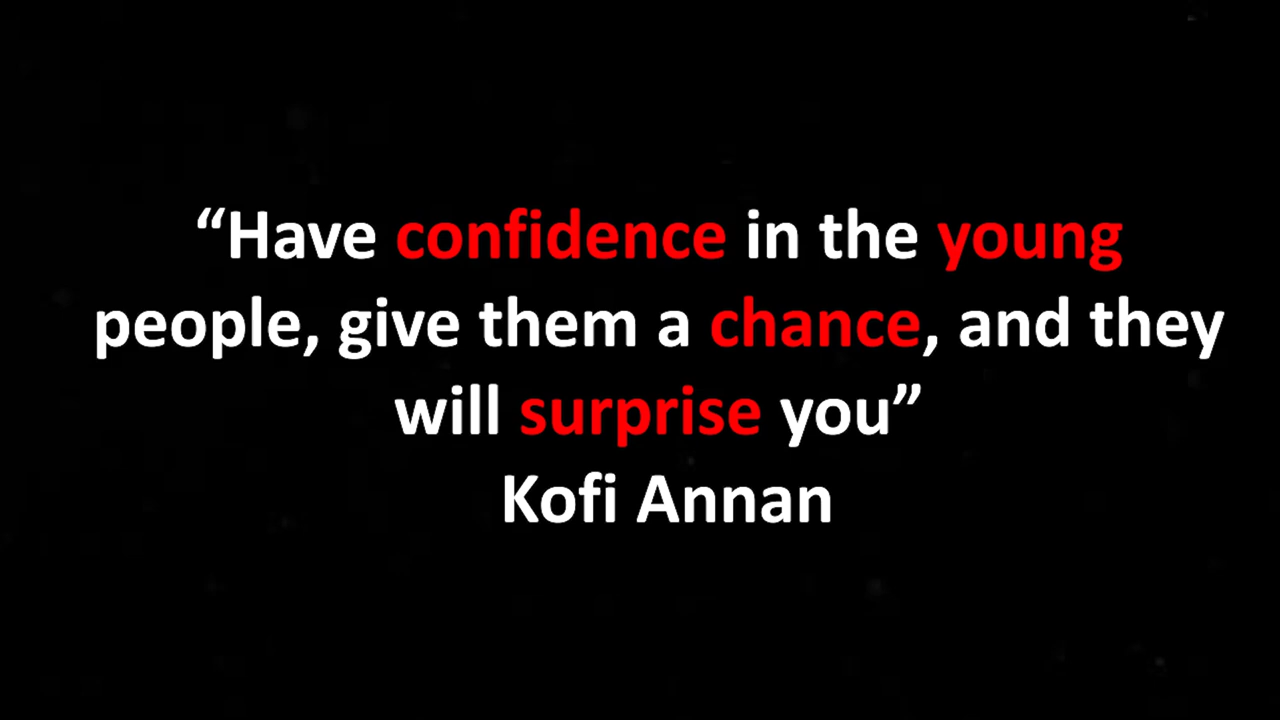 “Have confidence in the young
people, give them a chance, and they
will surprise you”
Kofi Annan